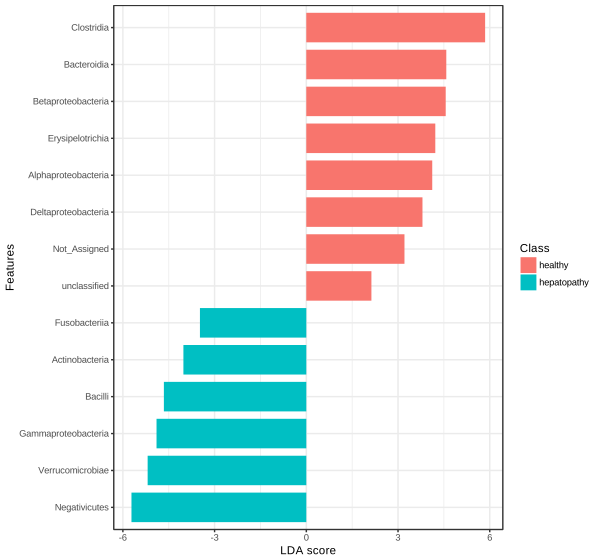 Clostridia
Bacteroidia
Betaproteobacteria
Erysipelotrichia
Alphaproteobacteria
Deltaproteobacteria
Not_Assigned
unclassified
Fusobacteriia
Actinobacteria
Bacilli
Gammaproteobacteria
Verrucomicrobiae
Negativicutes
Features
-6 -3 0 3 6
LDA score
Class
healthy
hepatopathy